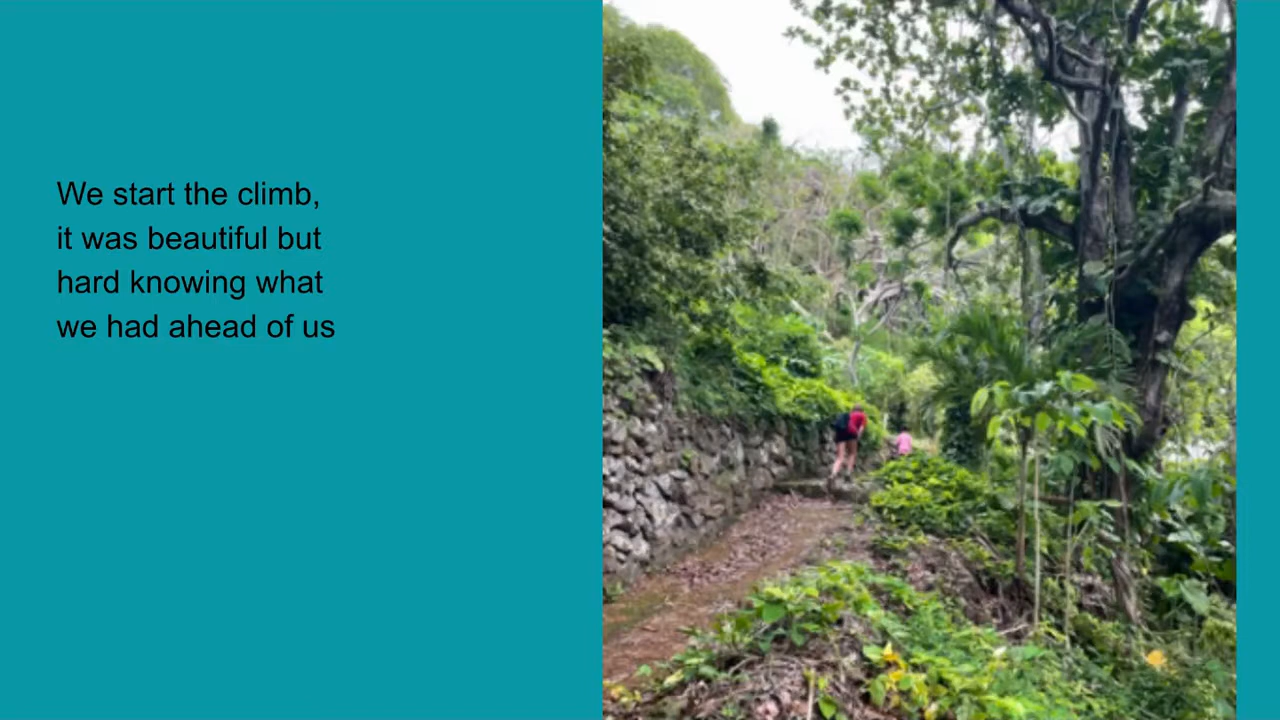 We start the climb,
it was beautiful but
hard knowing what
we had ahead of us